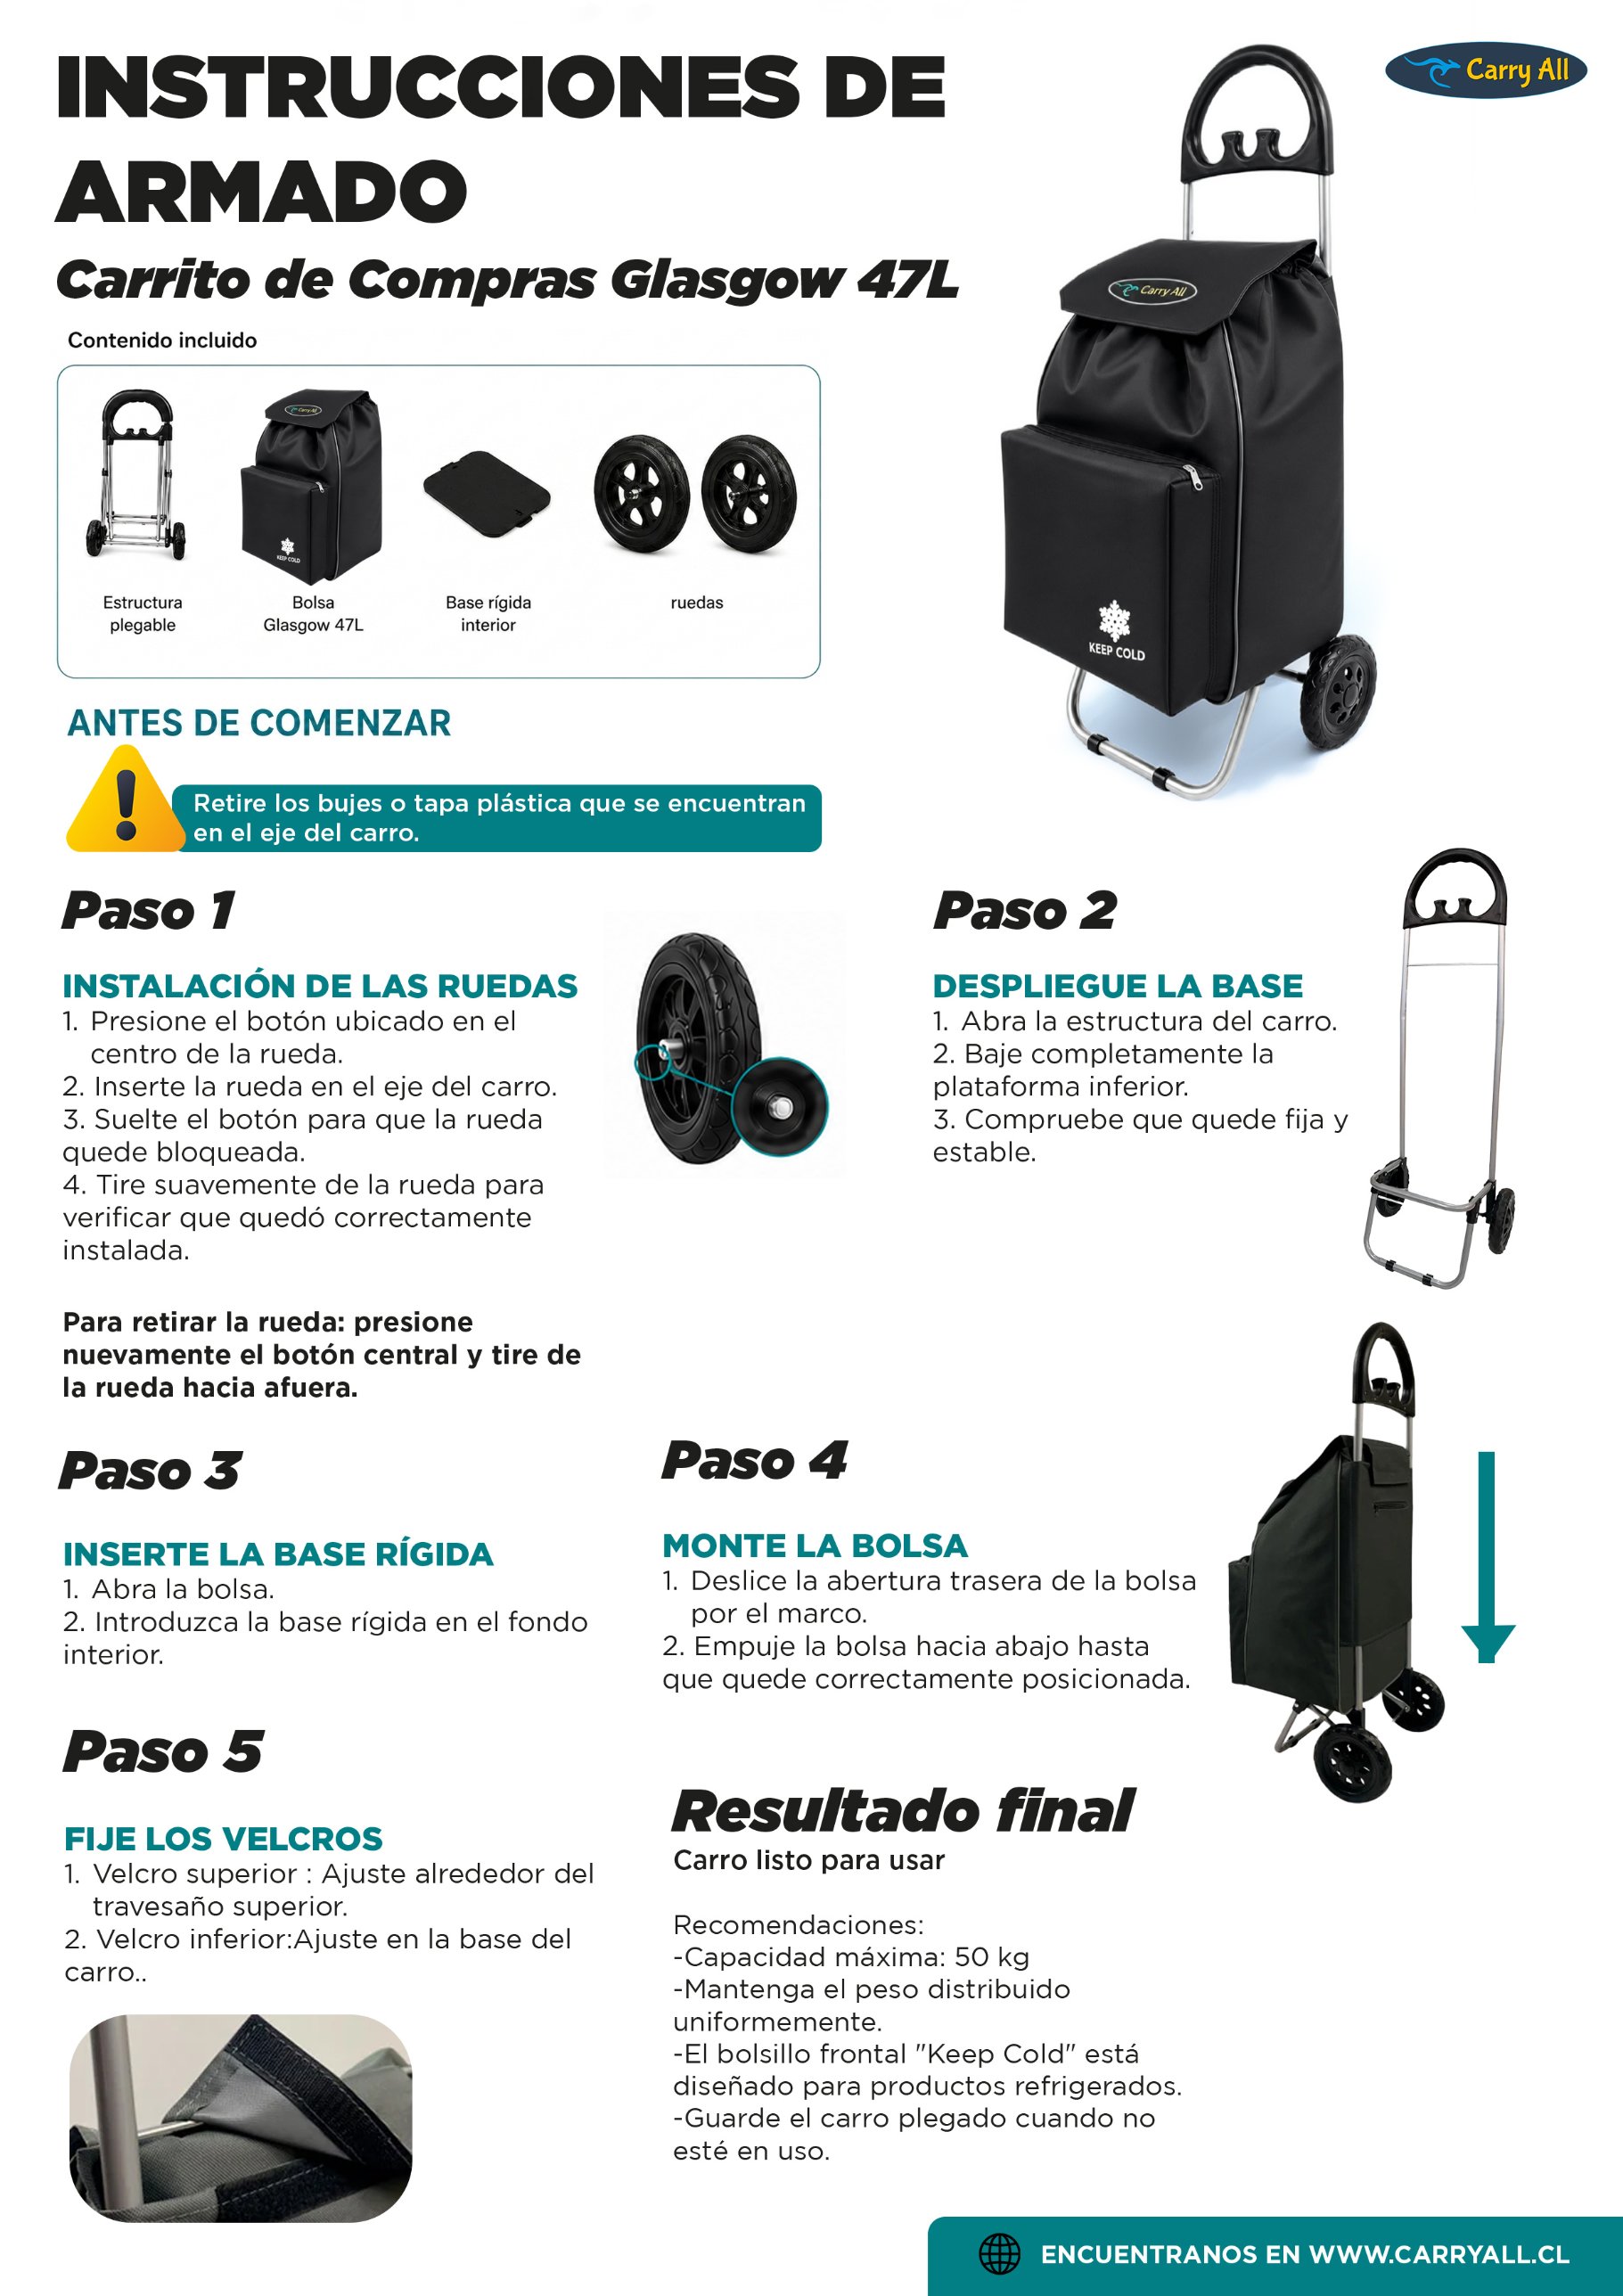 INSTRUCCIONES DE
ARMADO
Carry All
Carrito de Compras Glasgow 47L
Carry All
KEEP COLD
Contenido incluido
Carry All
KEEP COLD
Estructura
plegable
Bolsa
Glasgow 47L
Base rígida
interior
ruedas
ANTES DE COMENZAR
!
Retire los bujes o tapa plástica que se encuentran
en el eje del carro.
Paso 1
INSTALACIÓN DE LAS RUEDAS
1. Presione el botón ubicado en el
centro de la rueda.
2. Inserte la rueda en el eje del carro.
3. Suelte el botón para que la rueda
quede bloqueada.
4. Tire suavemente de la rueda para
verificar que quedó correctamente
instalada.
Para retirar la rueda: presione
nuevamente el botón central y tire de
la rueda hacia afuera.
Paso 2
DESPLIEGUE LA BASE
1. Abra la estructura del carro.
2. Baje completamente la
plataforma inferior.
3. Compruebe que quede fija y
estable.
Paso 3
INSERTE LA BASE RÍGIDA
1. Abra la bolsa.
2. Introduzca la base rígida en el fondo
interior.
Paso 4
MONTE LA BOLSA
1. Deslice la abertura trasera de la bolsa
por el marco.
2. Empuje la bolsa hacia abajo hasta
que quede correctamente posicionada.
Paso 5
FIJE LOS VELCROS
1. Velcro superior : Ajuste alrededor del
travesaño superior.
2. Velcro inferior:Ajuste en la base del
carro..
Resultado final
Carro listo para usar
Recomendaciones:
-Capacidad máxima: 50 kg
-Mantenga el peso distribuido
uniformemente.
-El bolsillo frontal "Keep Cold" está
diseñado para productos refrigerados.
-Guarde el carro plegado cuando no
esté en uso.
ENCUENTRANOS EN WWW.CARRYALL.CL